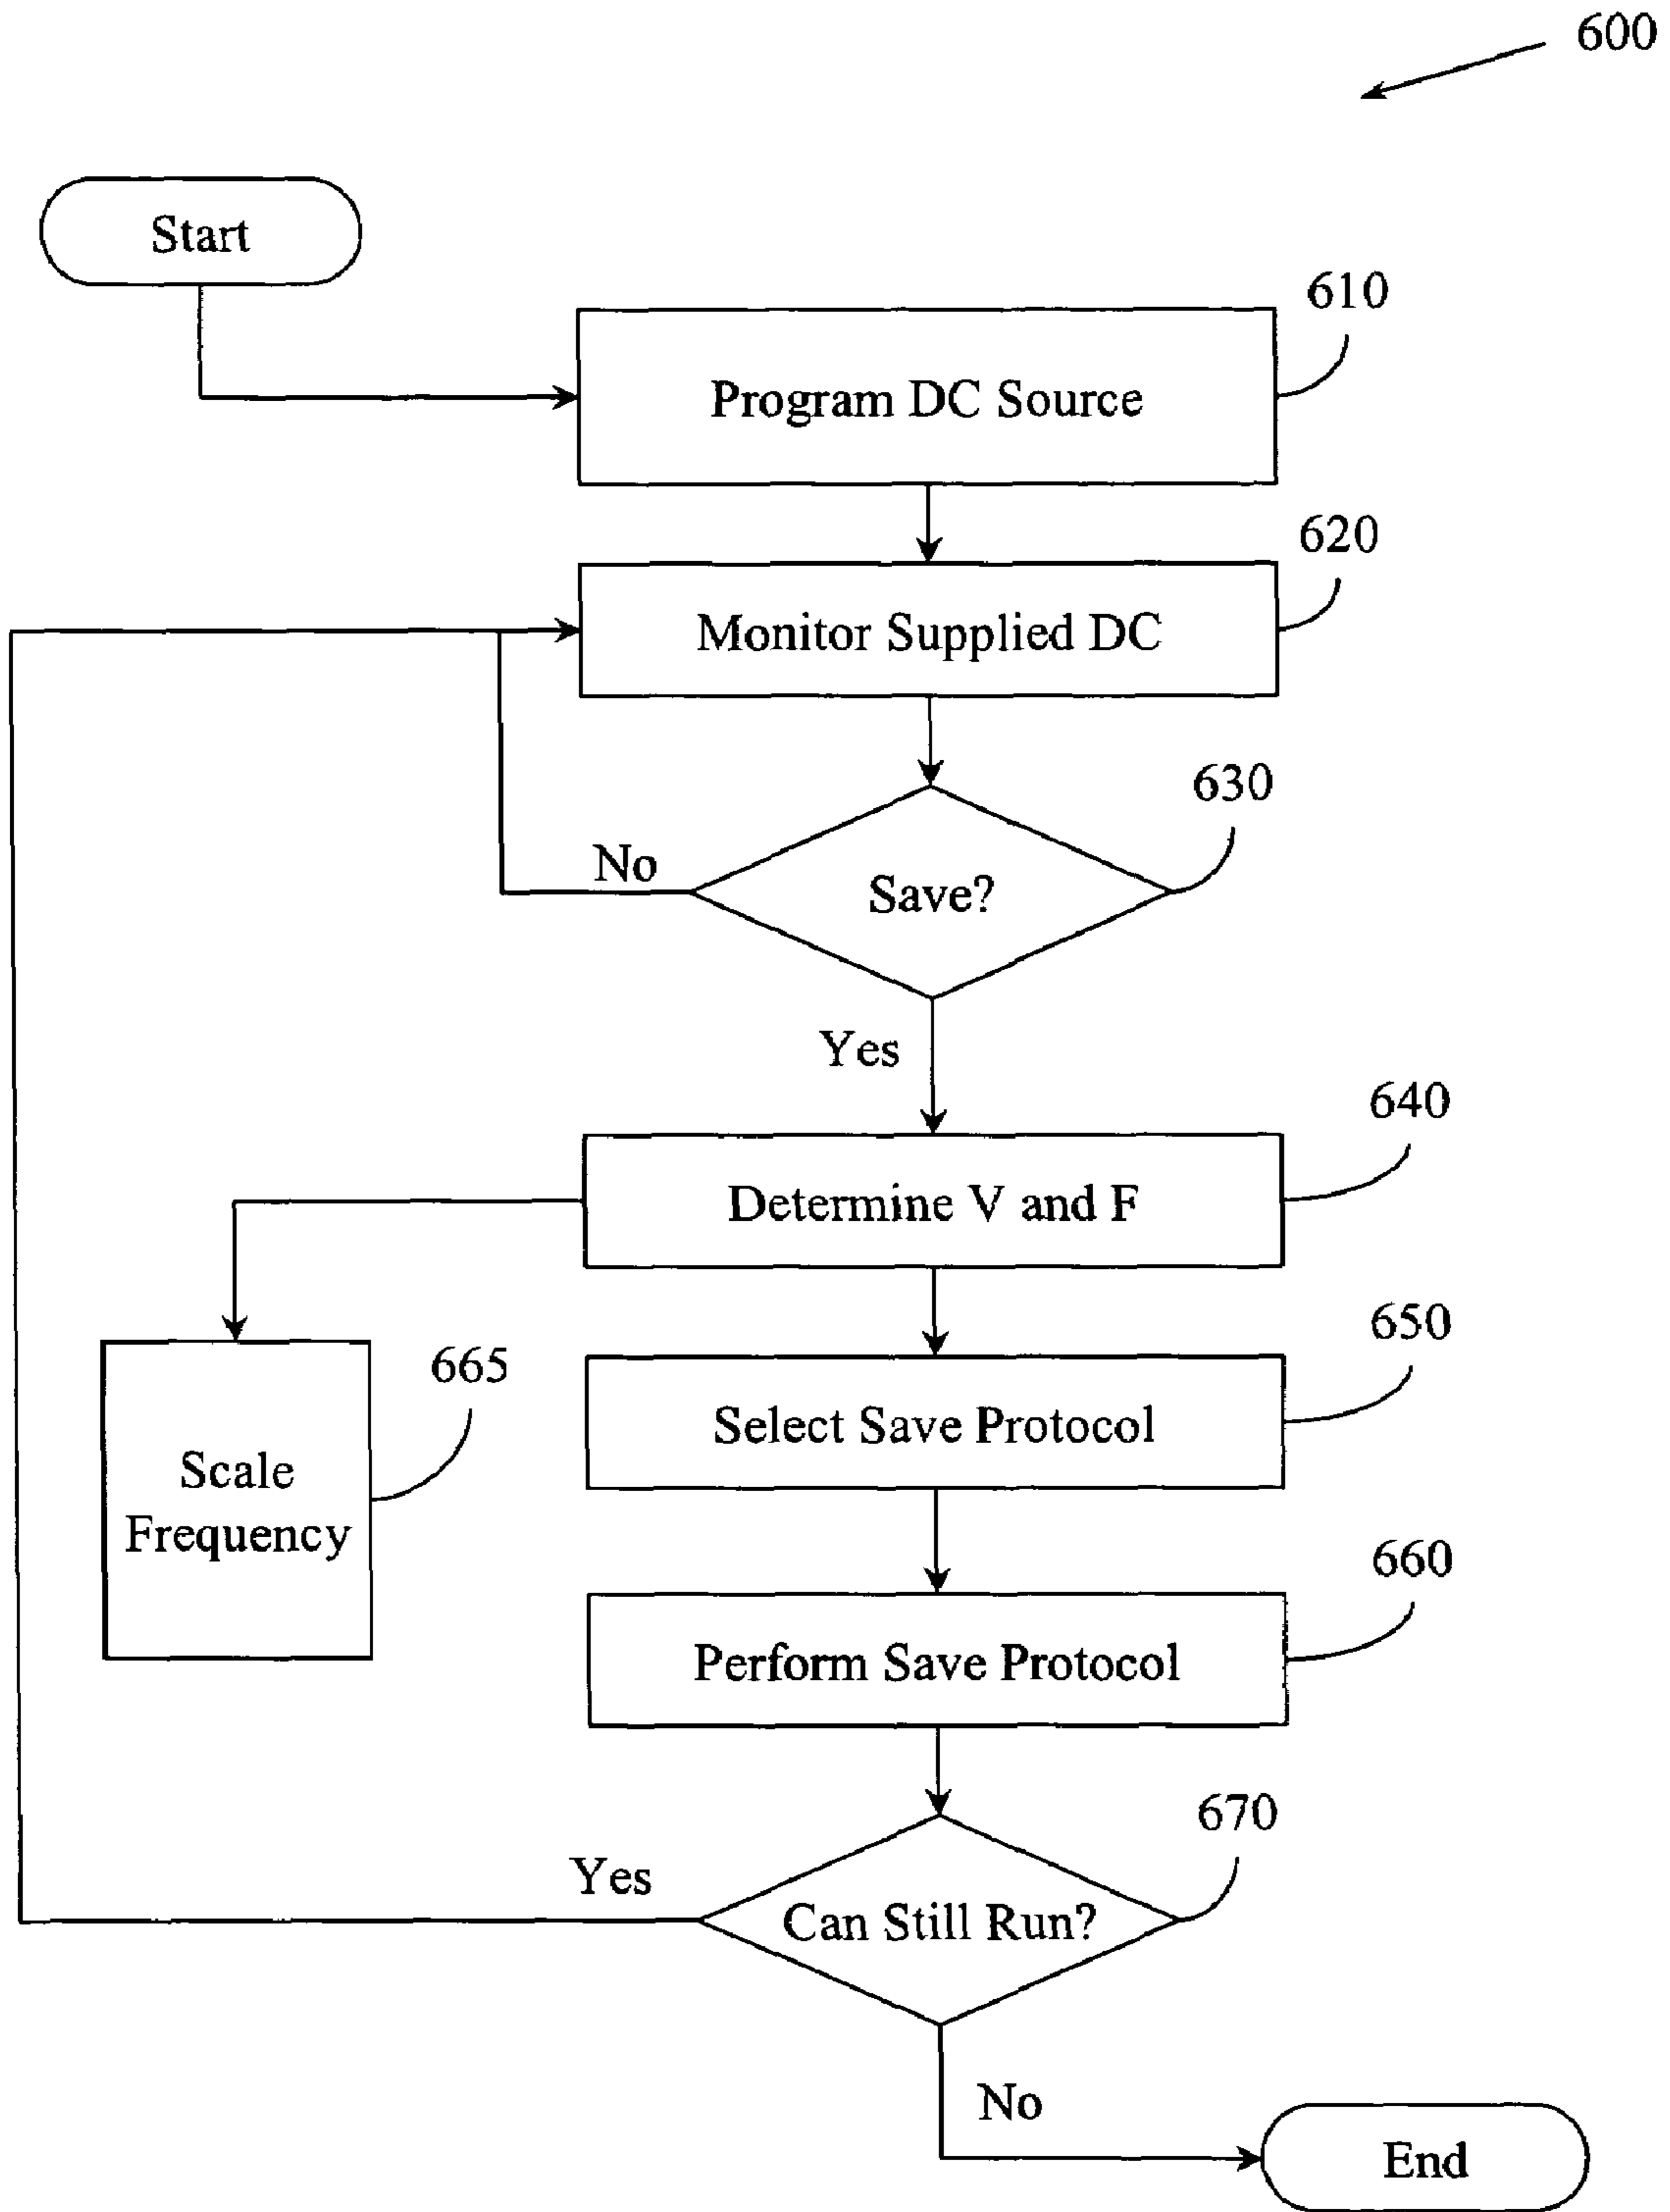 600
Start
610
Program DC Source
620
Monitor Supplied DC
630
No
Save?
Yes
640
Determine V and F
650
665
Select Save Protocol
Scale
Frequency
660
Perform Save Protocol
670
Yes
Can Still Run?
No
End